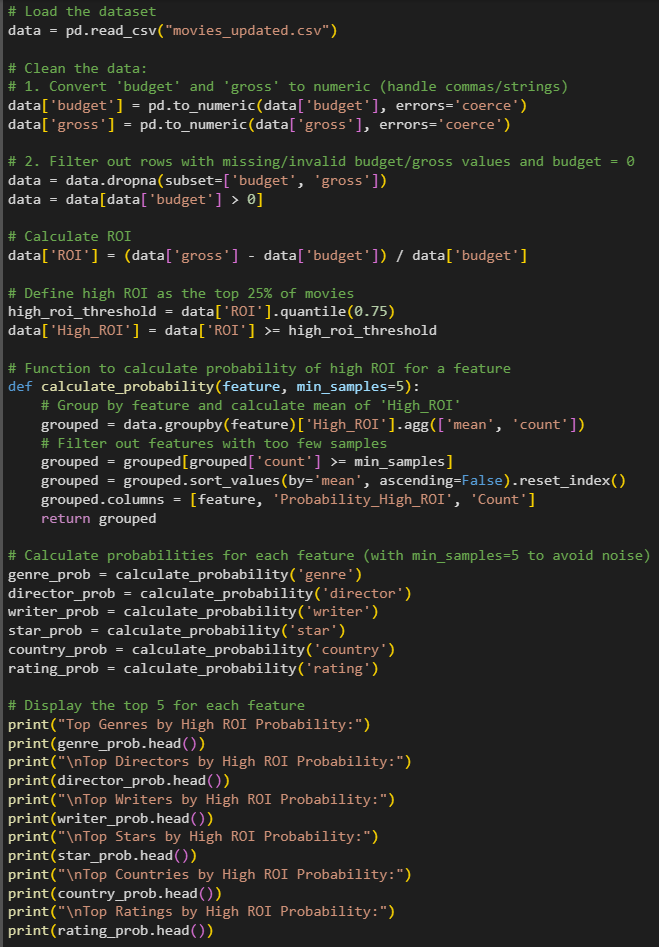 # Load the dataset
data = pd.read_csv("movies_updated.csv")

# Clean the data:
# 1. Convert 'budget' and 'gross' to numeric (handle commas/strings)
data['budget'] = pd.to_numeric(data['budget'], errors='coerce')
data['gross'] = pd.to_numeric(data['gross'], errors='coerce')

# 2. Filter out rows with missing/invalid budget/gross values and budget = 0
data = data.dropna(subset=['budget', 'gross'])
data = data[data['budget'] > 0]

# Calculate ROI
data['ROI'] = (data['gross'] - data['budget']) / data['budget']

# Define high ROI as the top 25% of movies
high_roi_threshold = data['ROI'].quantile(0.75)
data['High_ROI'] = data['ROI'] >= high_roi_threshold

# Function to calculate probability of high ROI for a feature
def calculate_probability(feature, min_samples=5):
    # Group by feature and calculate mean of 'High_ROI'
    grouped = data.groupby(feature)['High_ROI'].agg(['mean', 'count'])
    # Filter out features with too few samples
    grouped = grouped[grouped['count'] >= min_samples]
    grouped = grouped.sort_values(by='mean', ascending=False).reset_index()
    grouped.columns = [feature, 'Probability_High_ROI', 'Count']
    return grouped

# Calculate probabilities for each feature (with min_samples=5 to avoid noise)
genre_prob = calculate_probability('genre')
director_prob = calculate_probability('director')
writer_prob = calculate_probability('writer')
star_prob = calculate_probability('star')
country_prob = calculate_probability('country')
rating_prob = calculate_probability('rating')

# Display the top 5 for each feature
print("Top Genres by High ROI Probability:")
print(genre_prob.head())
print("\nTop Directors by High ROI Probability:")
print(director_prob.head())
print("\nTop Writers by High ROI Probability:")
print(writer_prob.head())
print("\nTop Stars by High ROI Probability:")
print(star_prob.head())
print("\nTop Countries by High ROI Probability:")
print(country_prob.head())
print("\nTop Ratings by High ROI Probability:")
print(rating_prob.head())